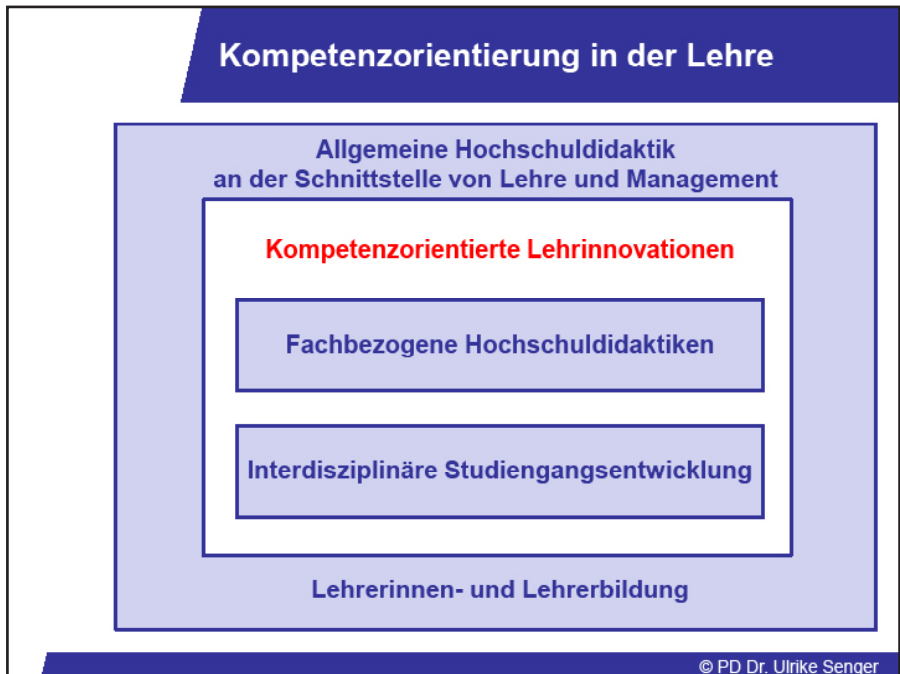 Kompetenzorientierung in der Lehre
Allgemeine Hochschuldidaktik
an der Schnittstelle von Lehre und Management
Kompetenzorientierte Lehrinnovationen
Fachbezogene Hochschuldidaktiken
Interdisziplinäre Studiengangsentwicklung
Lehrerinnen- und Lehrerbildung
© PD Dr. Ulrike Senger